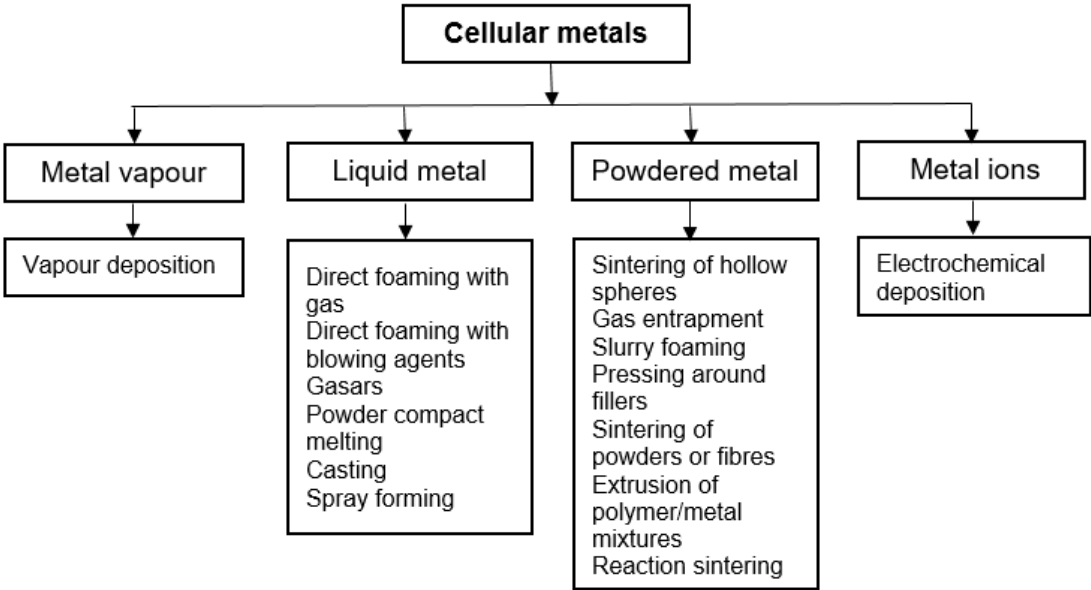 Cellular metals
Metal vapour
Liquid metal
Powdered metal
Metal ions
Vapour deposition
Direct foaming with
gas
Direct foaming with
blowing agents
Gasars
Powder compact
melting
Casting
Spray forming
Sintering of hollow
spheres
Gas entrapment
Slurry foaming
Pressing around
fillers
Sintering of
powders or fibres
Extrusion of
polymer/metal
mixtures
Reaction sintering
Electrochemical
deposition